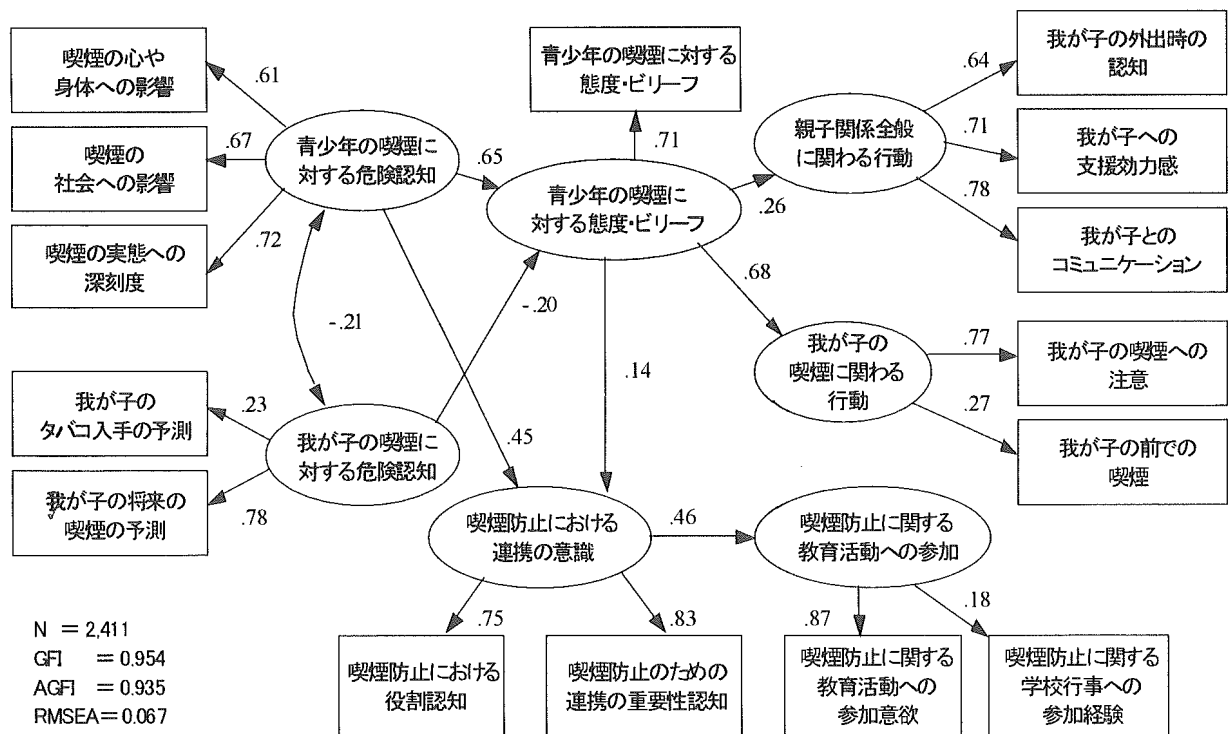 喫煙の心や
身体への影響
.61
喫煙の
社会への影響
.67
喫煙の実態への
深刻度
.72
青少年の喫煙に
対する危険認知
.65
青少年の喫煙に対する
態度・ビリーフ
.71
青少年の喫煙に
対する態度・ビリーフ
.26
親子関係全般
に関わる行動
.64
我が子の外出時の
認知
.71
我が子への
支援効力感
.78
我が子との
コミュニケーション
.68
-.21
-.20
.14
.45
我が子の
タバコ入手の予測
.23
我が子の将来の
喫煙の予測
.78
我が子の喫煙に
対する危険認知
我が子の
喫煙に関わる
行動
.77
我が子の喫煙への
注意
.27
我が子の前での
喫煙
喫煙防止における
連携の意識
.46
喫煙防止に関する
教育活動への参加
.75
.83
.87
.18
喫煙防止における
役割認知
喫煙防止のための
連携の重要性認知
喫煙防止に関する
教育活動への
参加意欲
喫煙防止に関する
学校行事への
参加経験
N = 2,411
GFI = 0.954
AGFI = 0.935
RMSEA = 0.067